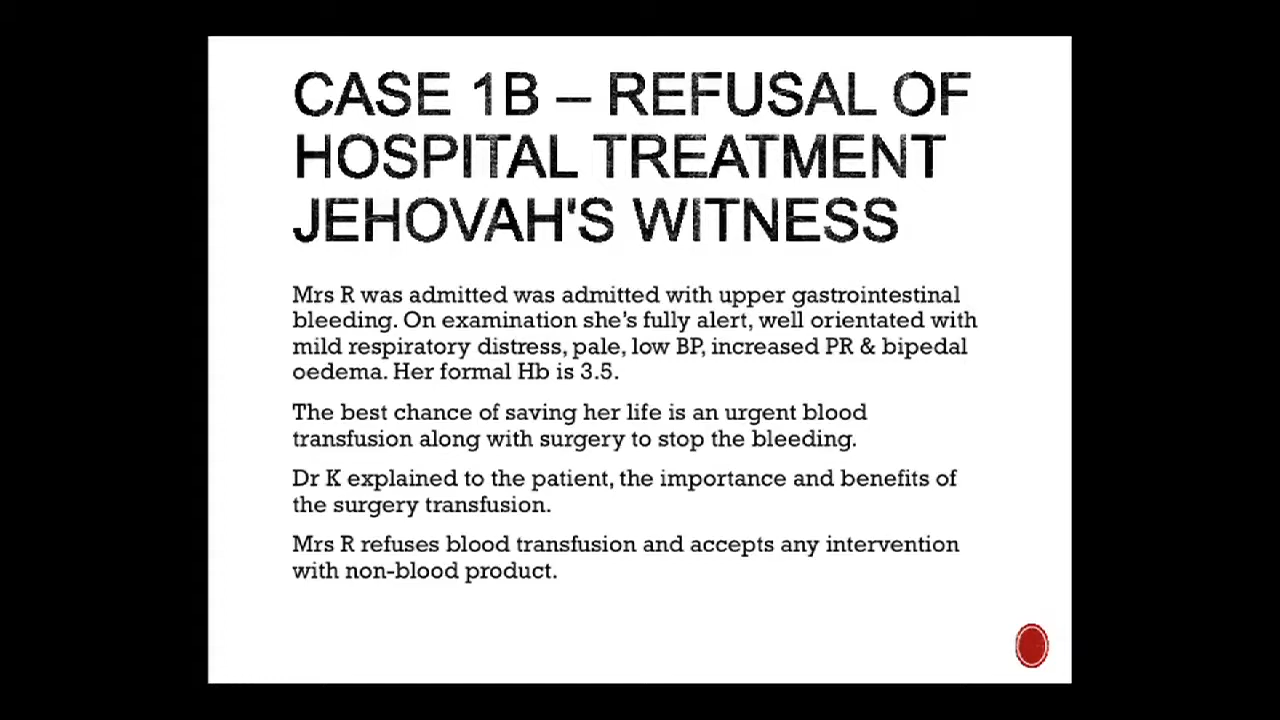 CASE 1B – REFUSAL OF
HOSPITAL TREATMENT
JEHOVAH'S WITNESS
Mrs R was admitted was admitted with upper gastrointestinal
bleeding. On examination she's fully alert, well orientated with
mild respiratory distress, pale, low BP, increased PR & bipedal
oedema. Her formal Hb is 3.5.
The best chance of saving her life is an urgent blood
transfusion along with surgery to stop the bleeding.
Dr K explained to the patient, the importance and benefits of
the surgery transfusion.
Mrs R refuses blood transfusion and accepts any intervention
with non-blood product.